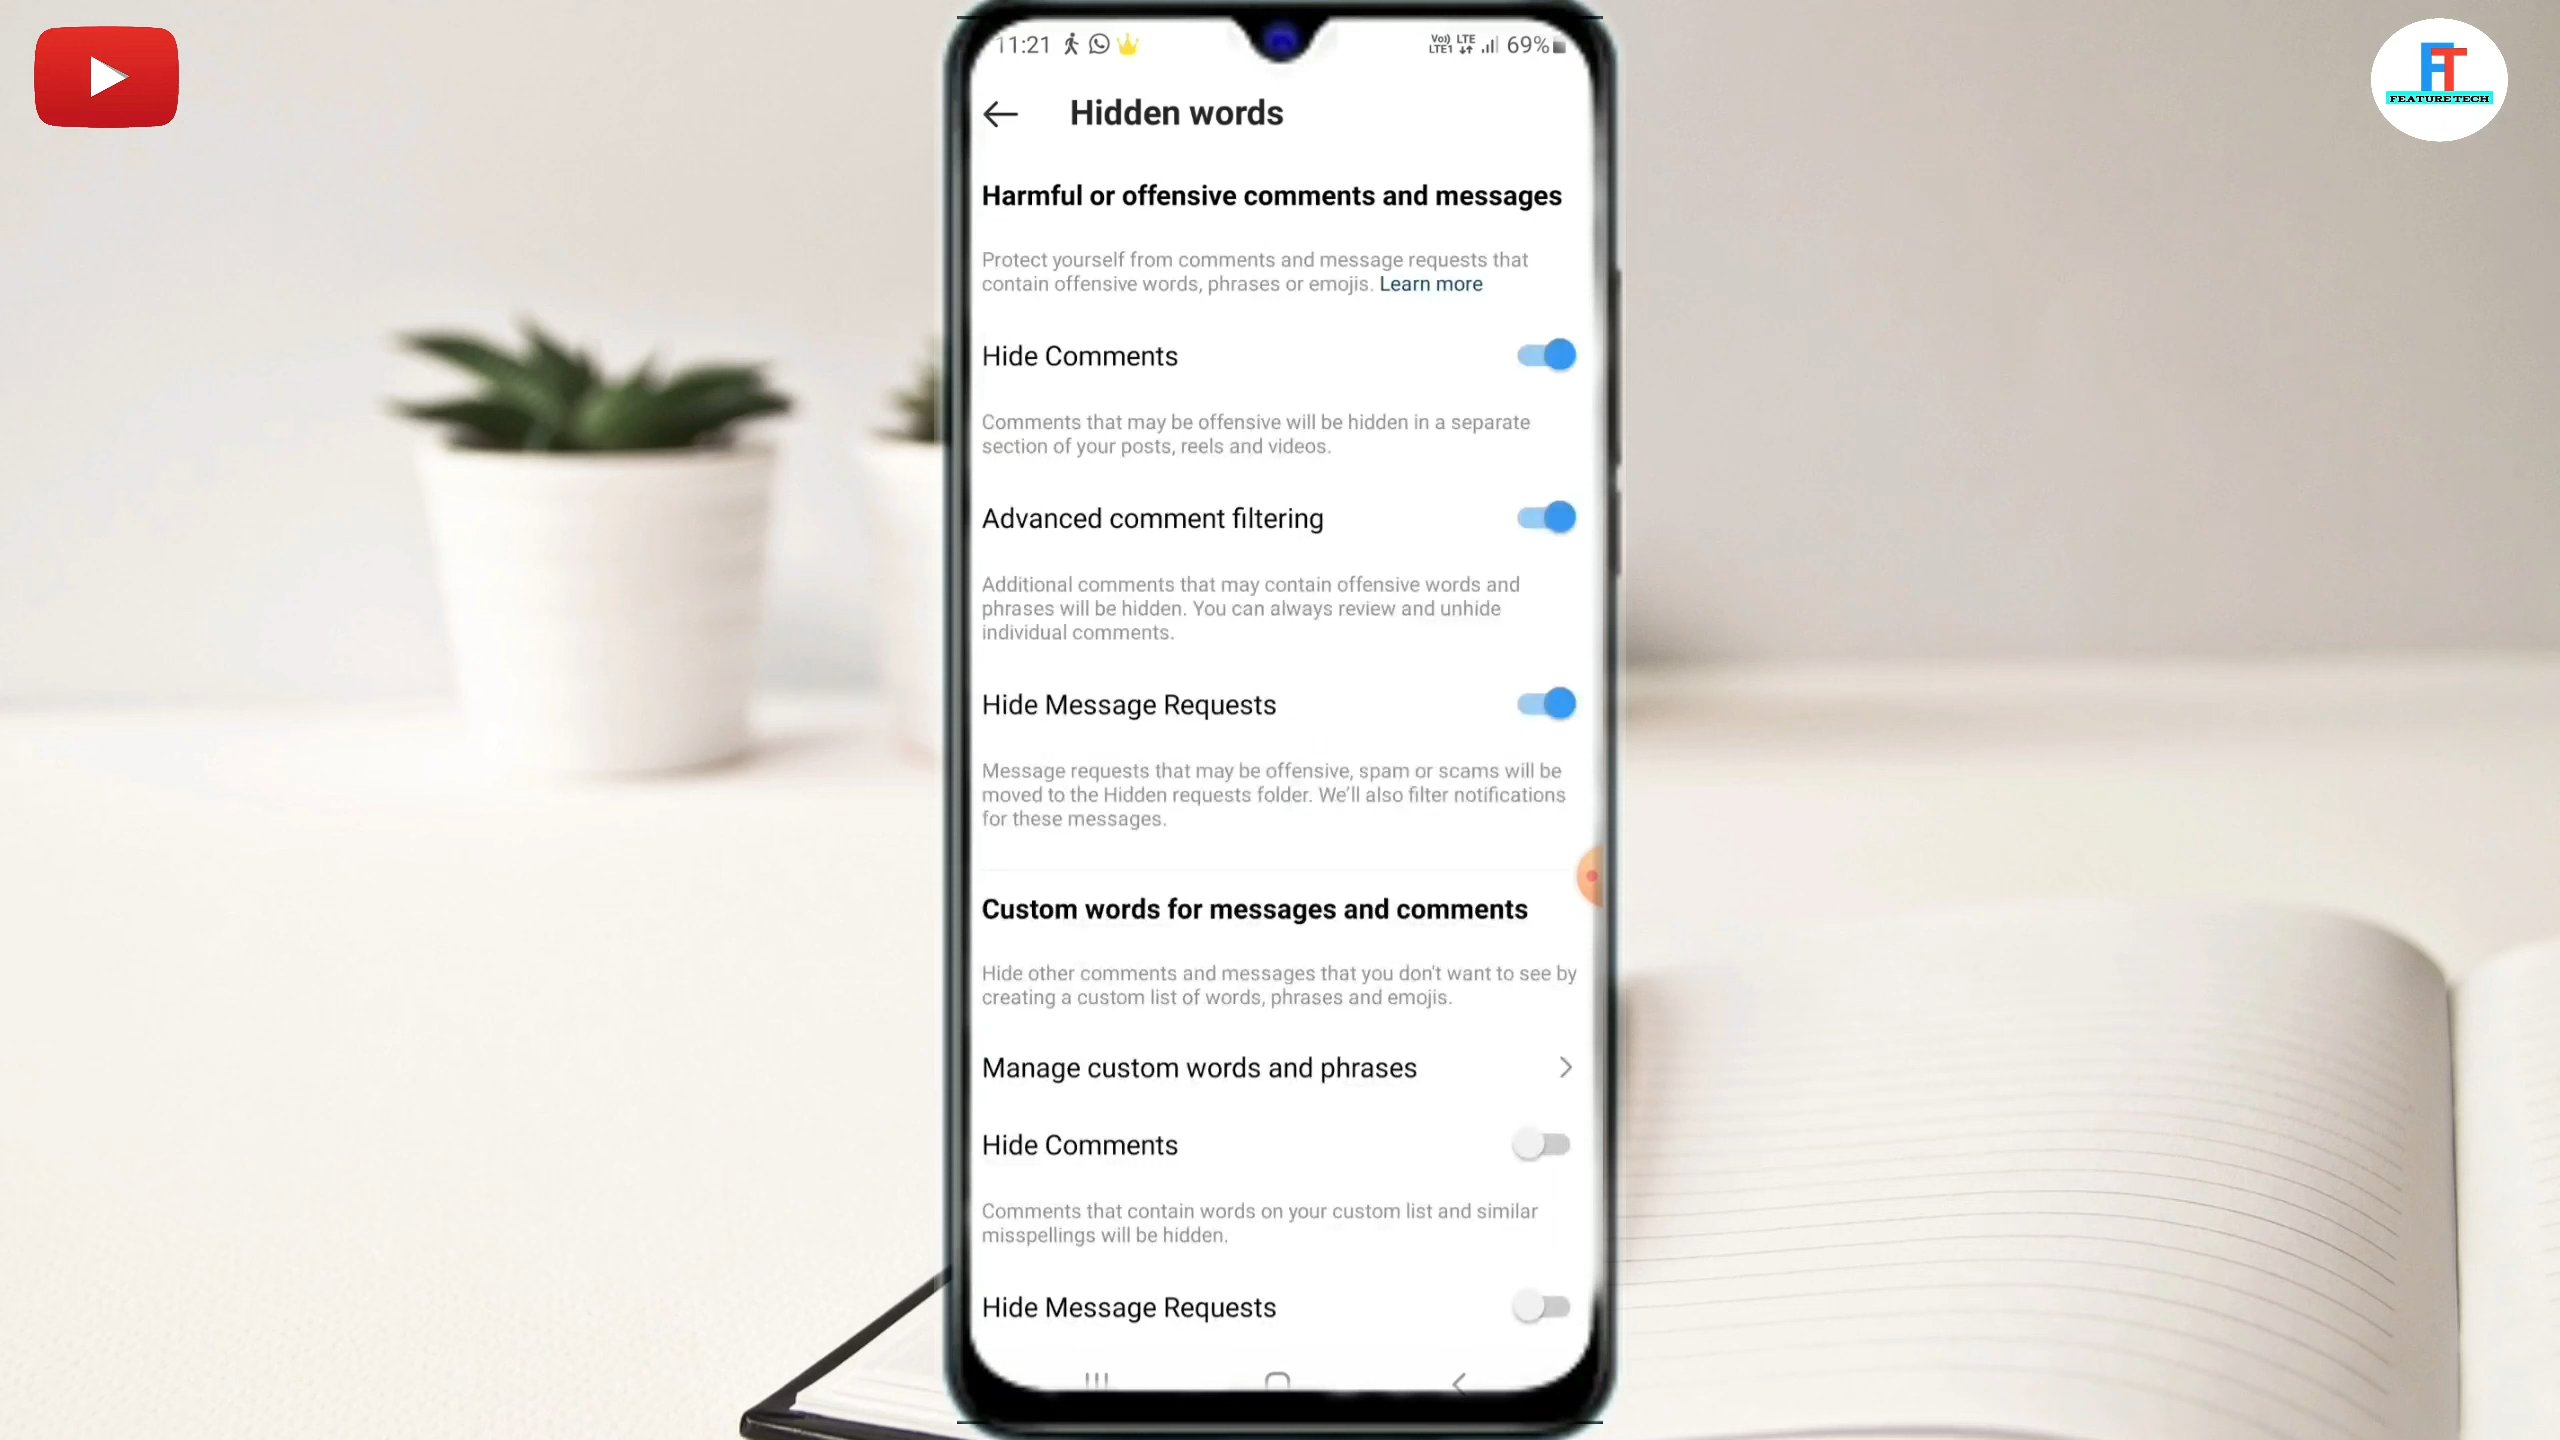 11:21
Vo)) LTE
LTE1
69%
FT
FEATURE TECH
Hidden words
Harmful or offensive comments and messages
Protect yourself from comments and message requests that
contain offensive words, phrases or emojis. Learn more
Hide Comments
Comments that may be offensive will be hidden in a separate
section of your posts, reels and videos.
Advanced comment filtering
Additional comments that may contain offensive words and
phrases will be hidden. You can always review and unhide
individual comments.
Hide Message Requests
Message requests that may be offensive, spam or scams will be
moved to the Hidden requests folder. We'll also filter notifications
for these messages.
Custom words for messages and comments
Hide other comments and messages that you don't want to see by
creating a custom list of words, phrases and emojis.
Manage custom words and phrases
Hide Comments
Comments that contain words on your custom list and similar
misspellings will be hidden.
Hide Message Requests